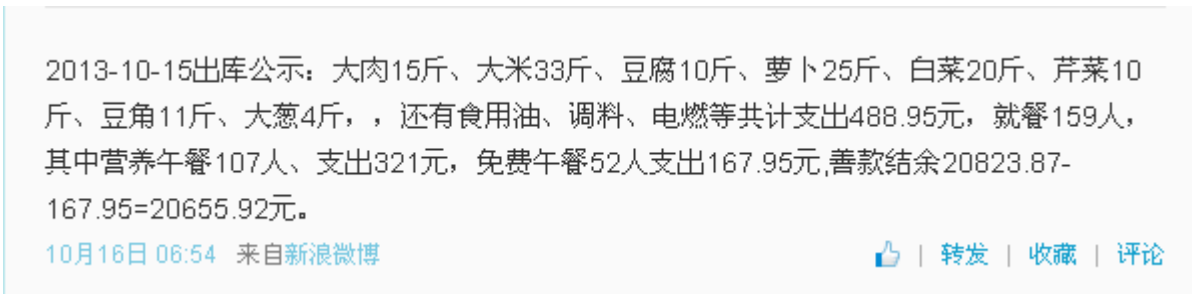 2013-10-15出库公示：大肉15斤、大米33斤、豆腐10斤、萝卜25斤、白菜20斤、芹菜10
斤、豆角11斤、大葱4斤，，还有食用油、调料、电燃等共计支出488.95元，就餐159人，
其中营养午餐107人、支出321元，免费午餐52人支出167.95元,善款结余20823.87-
167.95=20655.92元。
10月16日 06:54 来自新浪微博 | 转发 | 收藏 | 评论